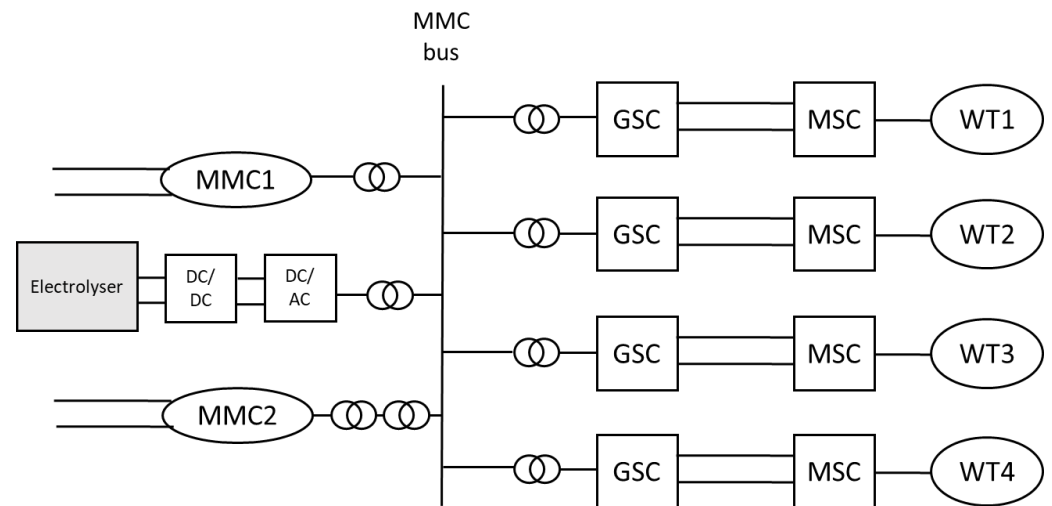 MMC
bus
GSC
MSC
WT1
MMC1
GSC
MSC
WT2
Electrolyser
DC/
DC
DC/
AC
GSC
MSC
WT3
MMC2
GSC
MSC
WT4